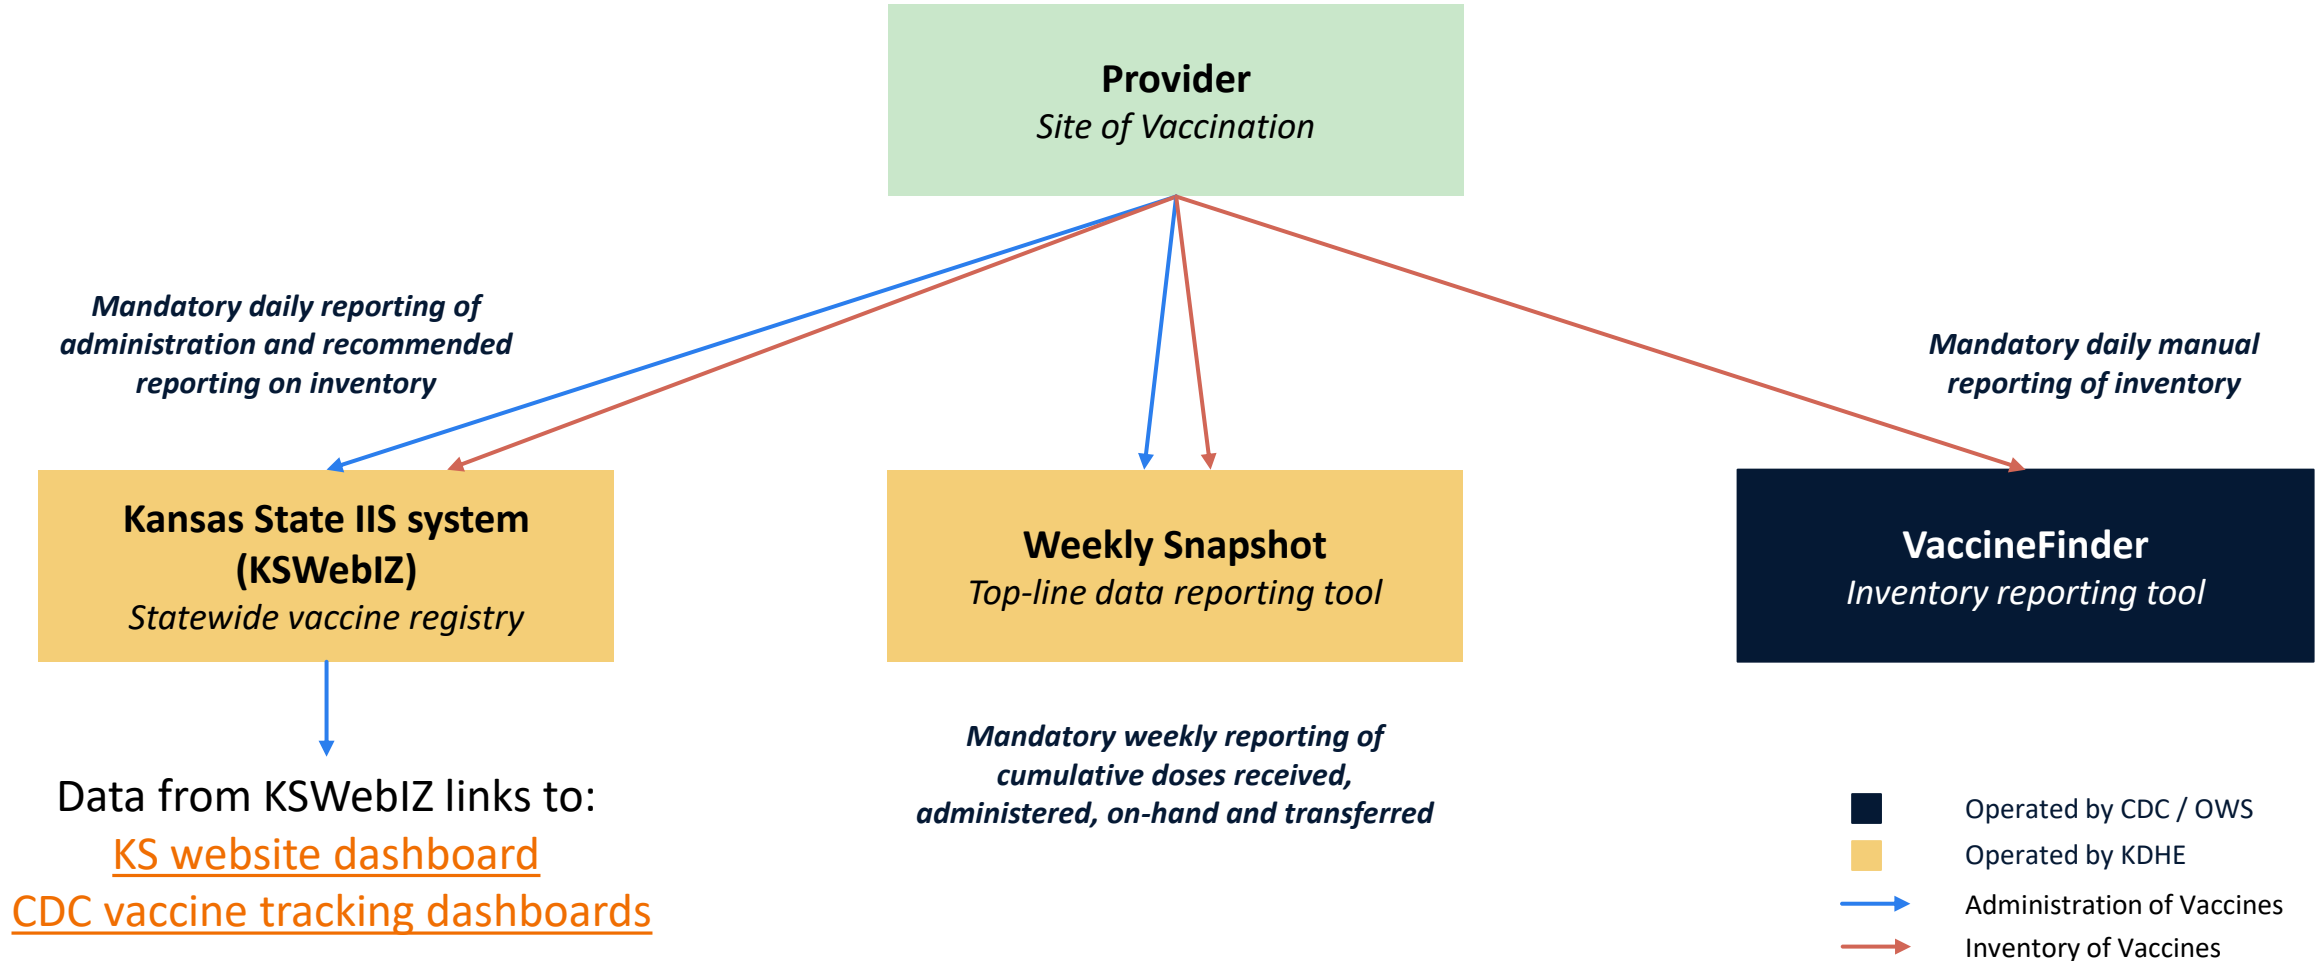 Provider
Site of Vaccination
Mandatory daily reporting of
administration and recommended
reporting on inventory
Mandatory daily manual
reporting of inventory
Kansas State IIS system
(KSWebIZ)
Statewide vaccine registry
Weekly Snapshot
Top-line data reporting tool
VaccineFinder
Inventory reporting tool
Data from KSWebIZ links to:
KS website dashboard
CDC vaccine tracking dashboards
Mandatory weekly reporting of
cumulative doses received,
administered, on-hand and transferred
Operated by CDC / OWS
Operated by KDHE
Administration of Vaccines
Inventory of Vaccines